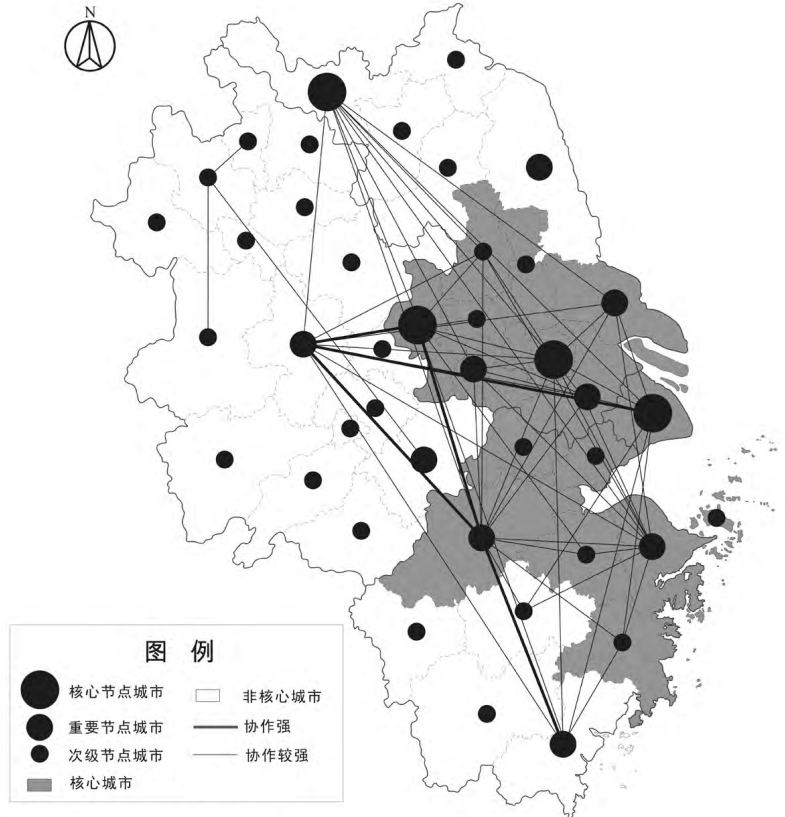 N
图 例
核心节点城市
非核心城市
重要节点城市
协作强
次级节点城市
协作较强
核心城市